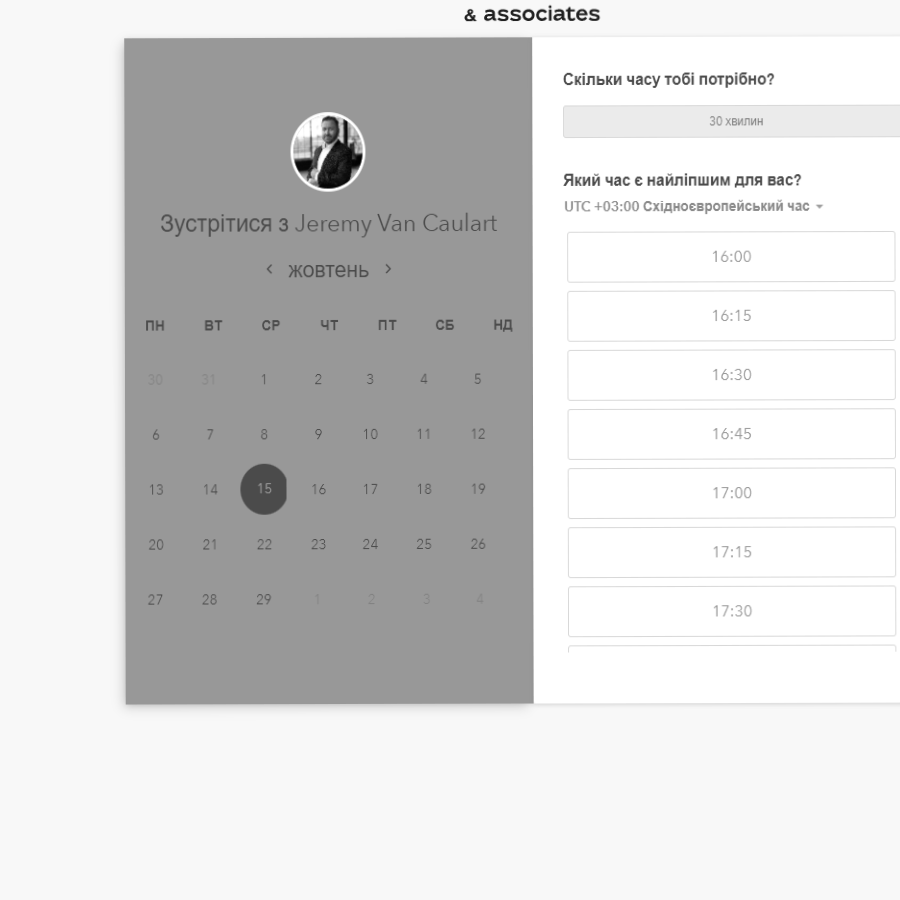 & associates
Зустрітися з Jeremy Van Caulart
жовтень
ПН ВТ СР ЧТ ПТ СБ НД
30 31 1 2 3 4 5
6 7 8 9 10 11 12
13 14 15 16 17 18 19
20 21 22 23 24 25 26
27 28 29 1 2 3 4
Скільки часу тобі потрібно?
30 хвилин
Який час є найліпшим для вас?
UTC +03:00 Східноєвропейський час
16:00
16:15
16:30
16:45
17:00
17:15
17:30